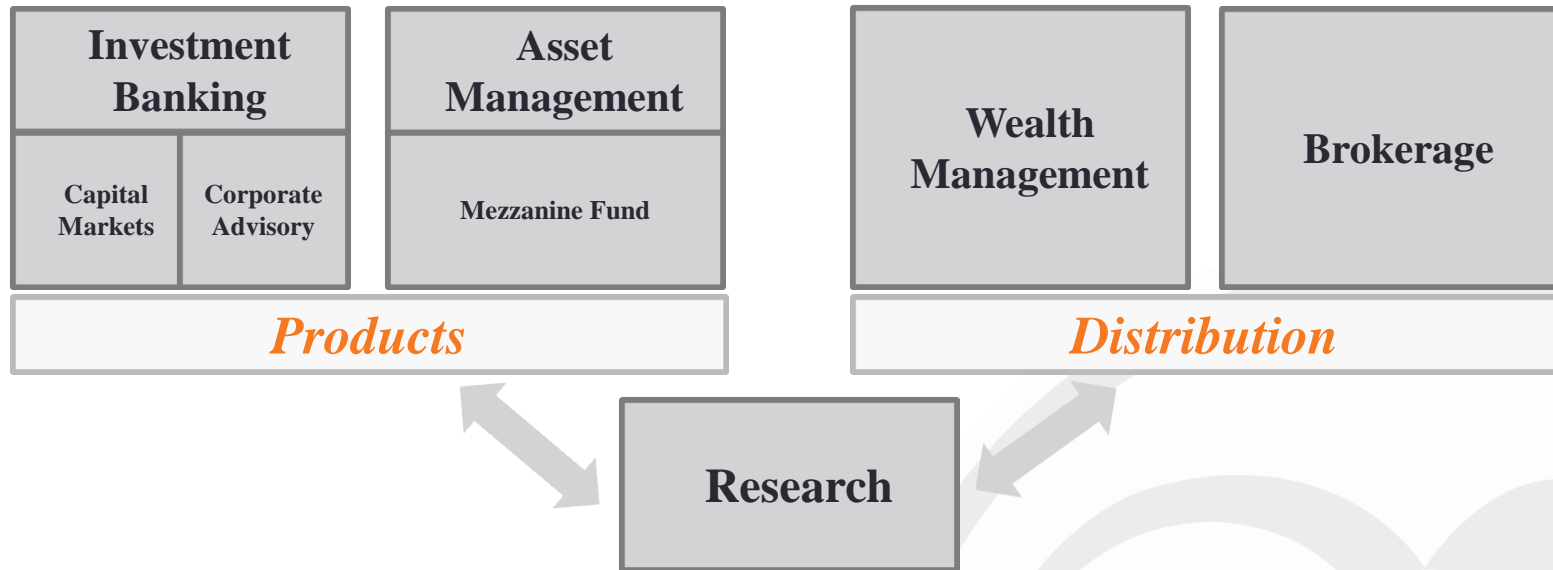 Investment
Banking
Asset
Management
Capital
Markets
Corporate
Advisory
Mezzanine Fund
Wealth
Management
Brokerage
Products
Distribution
Research